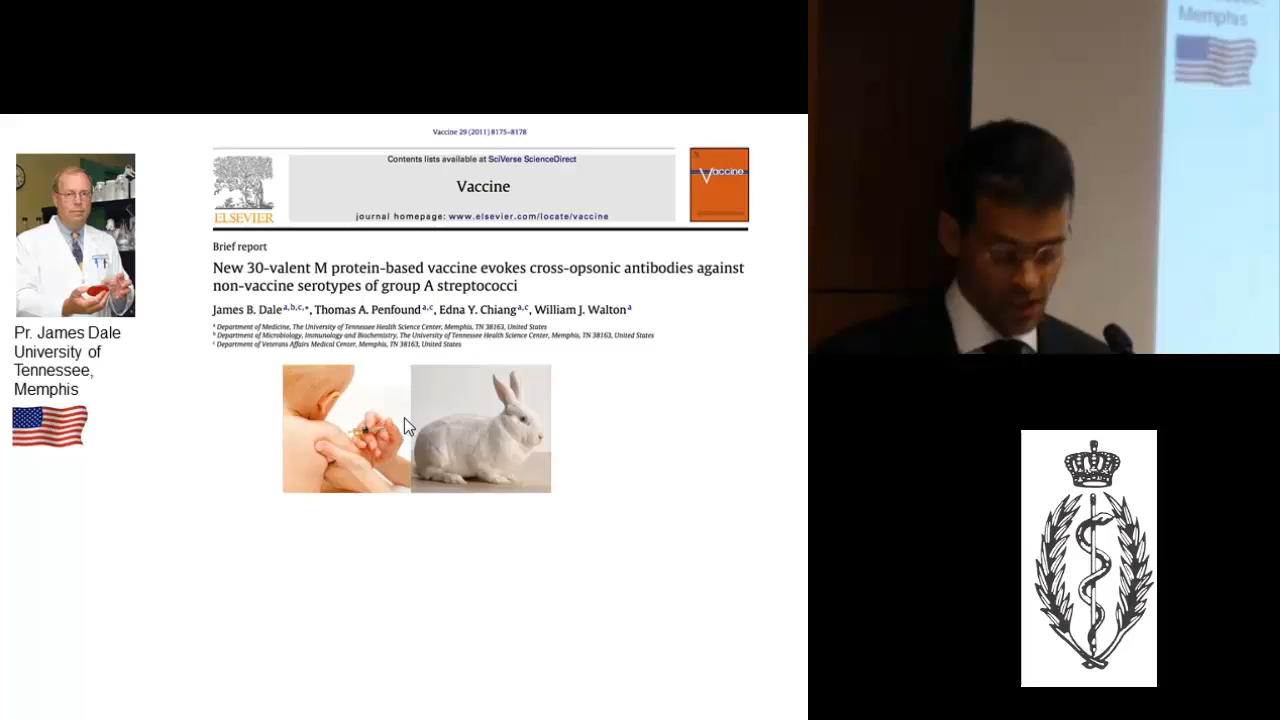 Vaccine 29 (2011) 8175–8178
Contents lists available at SciVerse ScienceDirect
Vaccine
journal homepage: www.elsevier.com/locate/vaccine
ELSEVIER
Vaccine
Brief report
New 30-valent M protein-based vaccine evokes cross-opsonic antibodies against
non-vaccine serotypes of group A streptococci
James B. Dale a,b,c,*, Thomas A. Penfound a,c, Edna Y. Chiang a,c, William J. Walton a
a Department of Medicine, The University of Tennessee Health Science Center, Memphis, TN 38163, United States
b Department of Microbiology, Immunology and Biochemistry, The University of Tennessee Health Science Center, Memphis, TN 38163, United States
c Department of Veterans Affairs Medical Center, Memphis, TN 38163, United States
Pr. James Dale
University of
Tennessee,
Memphis
Memphis